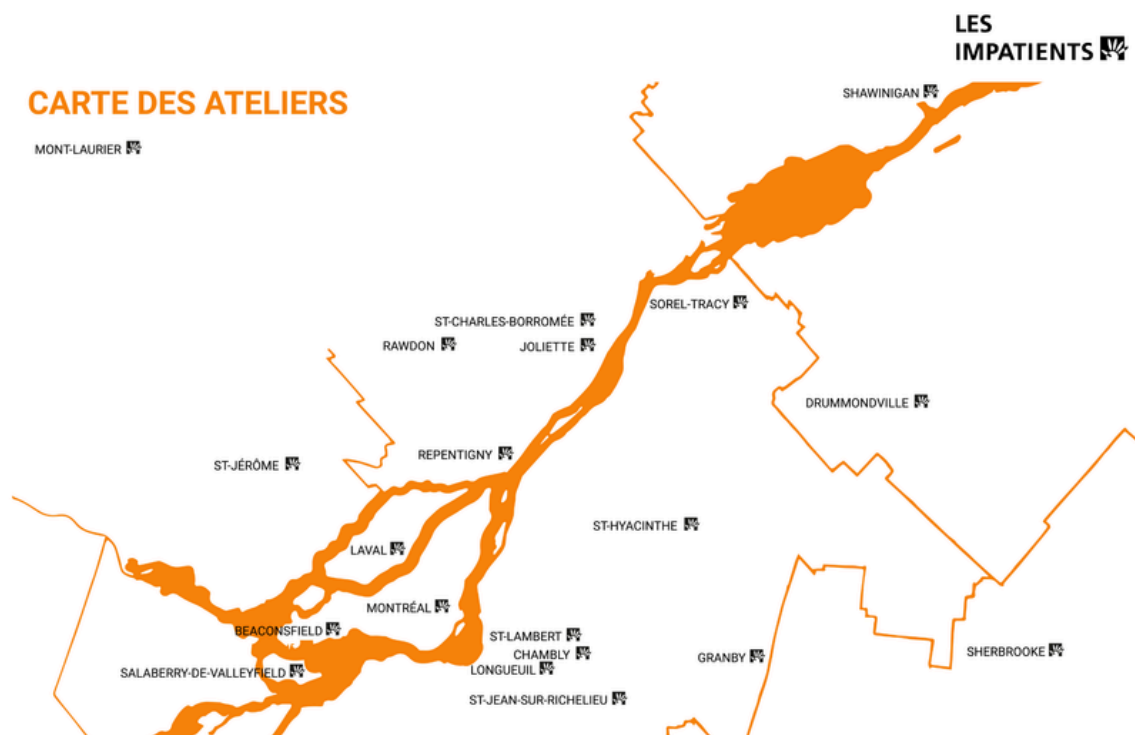 LES
IMPATIENTS
CARTE DES ATELIERS
SHAWINIGAN
MONT-LAURIER
SOREL-TRACY
ST-CHARLES-BORROMÉE
RAWDON
JOLIETTE
DRUMMONDVILLE
REPENTIGNY
ST-JÉRÔME
ST-HYACINTHE
LAVAL
MONTRÉAL
BEACONSFIELD
ST-LAMBERT
CHAMBLY
GRANBY
SHERBROOKE
LONGUEUIL
SALABERRY-DE-VALLEYFIELD
ST-JEAN-SUR-RICHELIEU